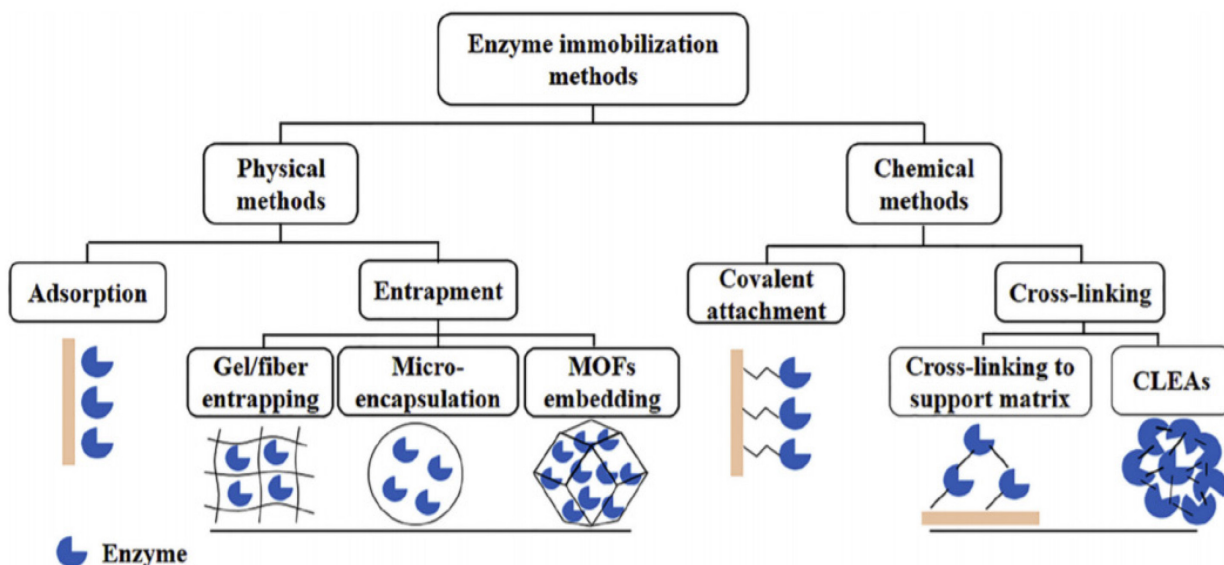 Enzyme immobilization
methods
Physical
methods
Chemical
methods
Adsorption
Entrapment
Covalent
attachment
Cross-linking
Gel/fiber
entrapping
Micro-
encapsulation
MOFs
embedding
Cross-linking to
support matrix
CLEAs
Enzyme